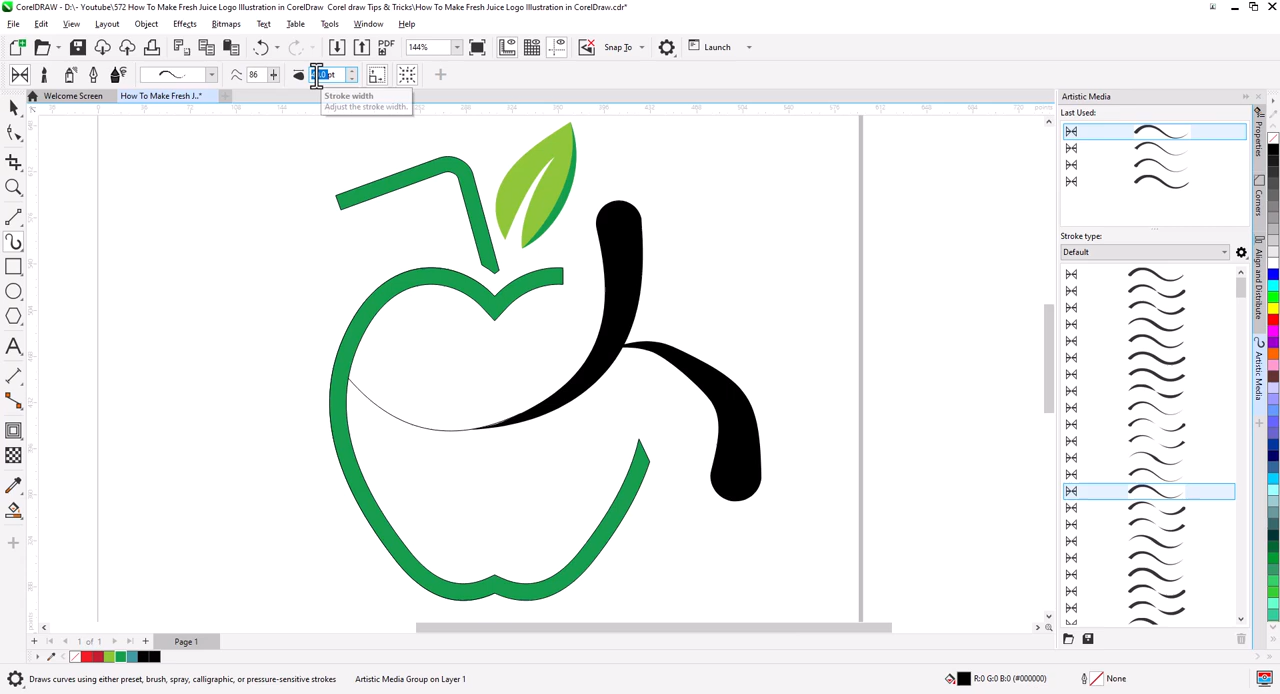 CorelDRAW - D:\- Youtube\572 How To Make Fresh Juice Logo Illustration in CorelDraw Corel draw Tips & Tricks\How To Make Fresh Juice Logo Illustration in CorelDraw.cdr*
File Edit View Layout Object Effects Bitmaps Text Table Tools Window Help
PDF 144% Snap To Launch
86 pt
Welcome Screen How To Make Fresh J..*
Stroke width
Adjust the stroke width.
points
Artistic Media
Last Used:
Stroke type:
Default
Properties
Corners
Align and Distribute
Artistic Media
1 of 1 Page 1
Draws curves using either preset, brush, spray, calligraphic, or pressure-sensitive strokes Artistic Media Group on Layer 1 R:0 G:0 B:0 (#000000) None